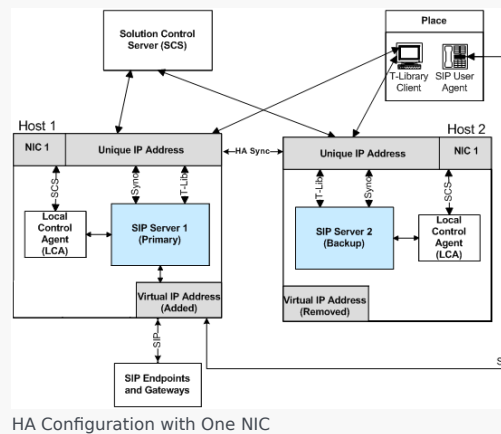 Solution Control
Server (SCS)
Place
T-Library
Client
SIP User
Agent
Host 1
NIC 1
Unique IP Address
HA Sync
Host 2
Unique IP Address
NIC 1
SCS
Sync
T-Lib
T-Lib
Sync
SCS
Local
Control
Agent
(LCA)
SIP Server 1
(Primary)
SIP Server 2
(Backup)
Local
Control
Agent
(LCA)
Virtual IP Address
(Added)
Virtual IP Address
(Removed)
SIP
S
SIP Endpoints
and Gateways
HA Configuration with One NIC